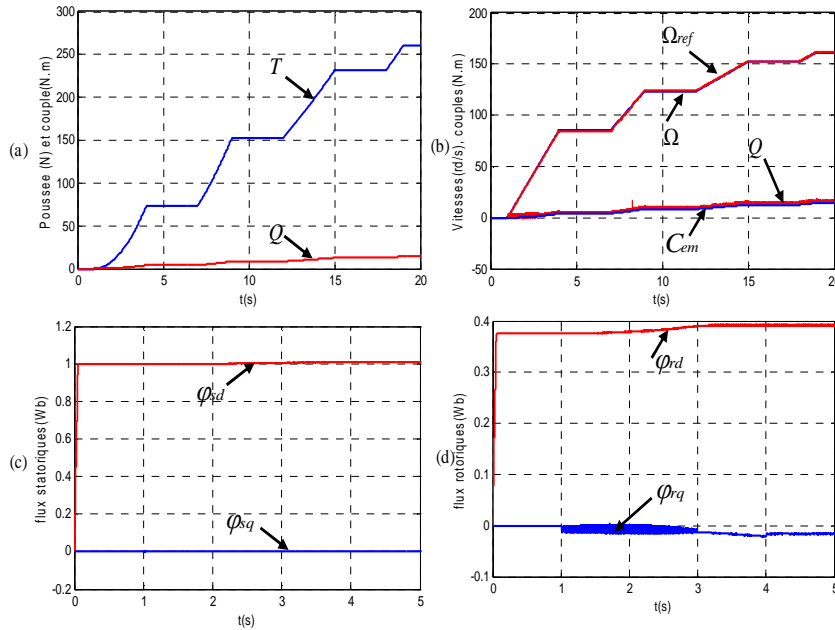 (a)
Poussee (N) et couple(N.m)
300
250
200
150
100
50
0
0 5 10 15 20
t(s)
T
Q
(b)
Vitesses (rd/s), couples (N.m)
200
150
100
50
0
-50
0 5 10 15 20
t(s)
Ωref
Ω
Q
Cem
(c)
flux statoriques(Wb)
1.2
1
0.8
0.6
0.4
0.2
0
-0.2
0 1 2 3 4 5
t(s)
φsd
φsq
(d)
flux rotoriques(Wb)
0.4
0.3
0.2
0.1
0
-0.1
0 1 2 3 4 5
t(s)
φrd
φrq